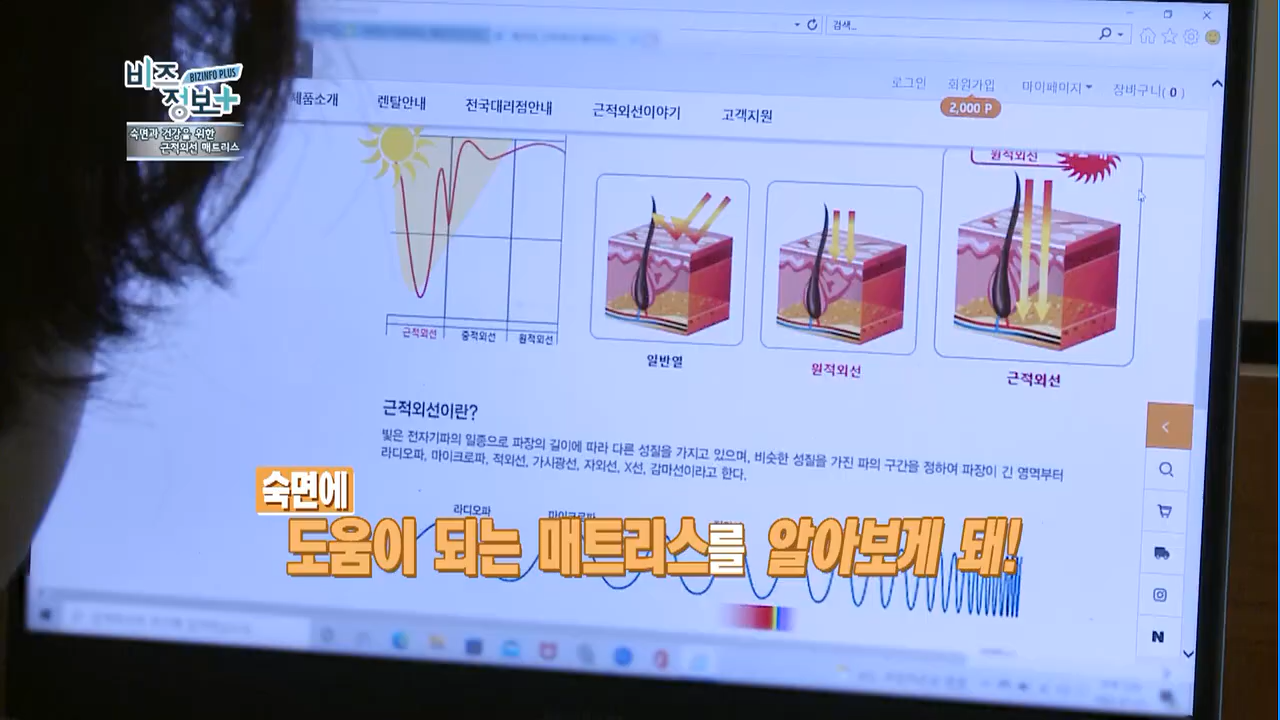 비즈
BIZINFO PLUS
정보+
숙면과 건강을 위한
근적외선 매트리스
검색...
로그인 회원가입 마이페이지 장바구니( 0 )
2,000 P
제품소개 렌탈안내 전국대리점안내 근적외선이야기 고객지원
원적외선
근적외선 중적외선 원적외선
일반열
원적외선
근적외선
근적외선이란?
빛은 전자기파의 일종으로 파장의 길이에 따라 다른 성질을 가지고 있으며, 비슷한 성질을 가진 파의 구간을 정하여 파장이 긴 영역부터
라디오파, 마이크로파, 적외선, 가시광선, 자외선, X선, 감마선이라고 한다.
라디오파 마이크로파
숙면에
도움이 되는 매트리스를 알아보게 돼!
N